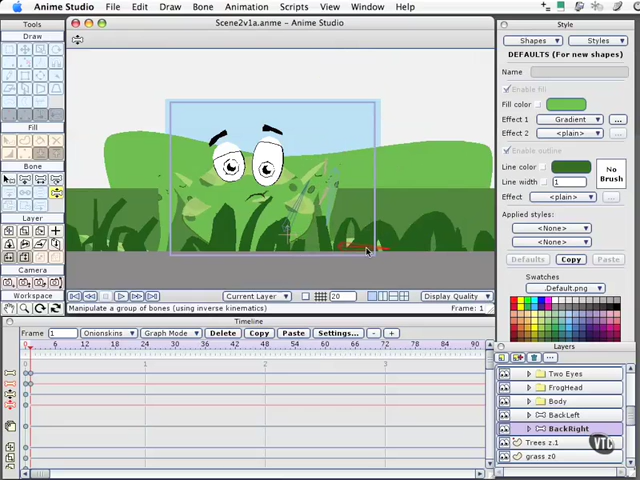 Anime Studio File Edit Draw Bone Scripts View Window Help
Scene2v1a.anme - Anime Studio
Tools
Draw
Fill
Bone
Layer
Camera
Workspace
Current Layer
20
Display Quality
Manipulate a group of bones (using inverse kinematics)
Frame: 1
Style
Shapes
Styles
DEFAULTS (For new shapes)
Name
Enable fill
Fill color
Effect 1
Gradient
...
Effect 2
<plain>
Enable outline
Line color
Line width
1
No Brush
Effect
<plain>
...
Applied styles:
<None>
<None>
Defaults
Copy
Paste
Swatches
.Default.png
Timeline
Frame 1
Onionskins
Graph Mode
Delete
Copy
Paste
Settings...
-
+
0 6 12 18 24 30 36 42 48 54 60 66 72 78 84 90
1 2 3
Layers
...
Two Eyes
FrogHead
Body
BackLeft
BackRight
Trees z.1
grass z0
VTC